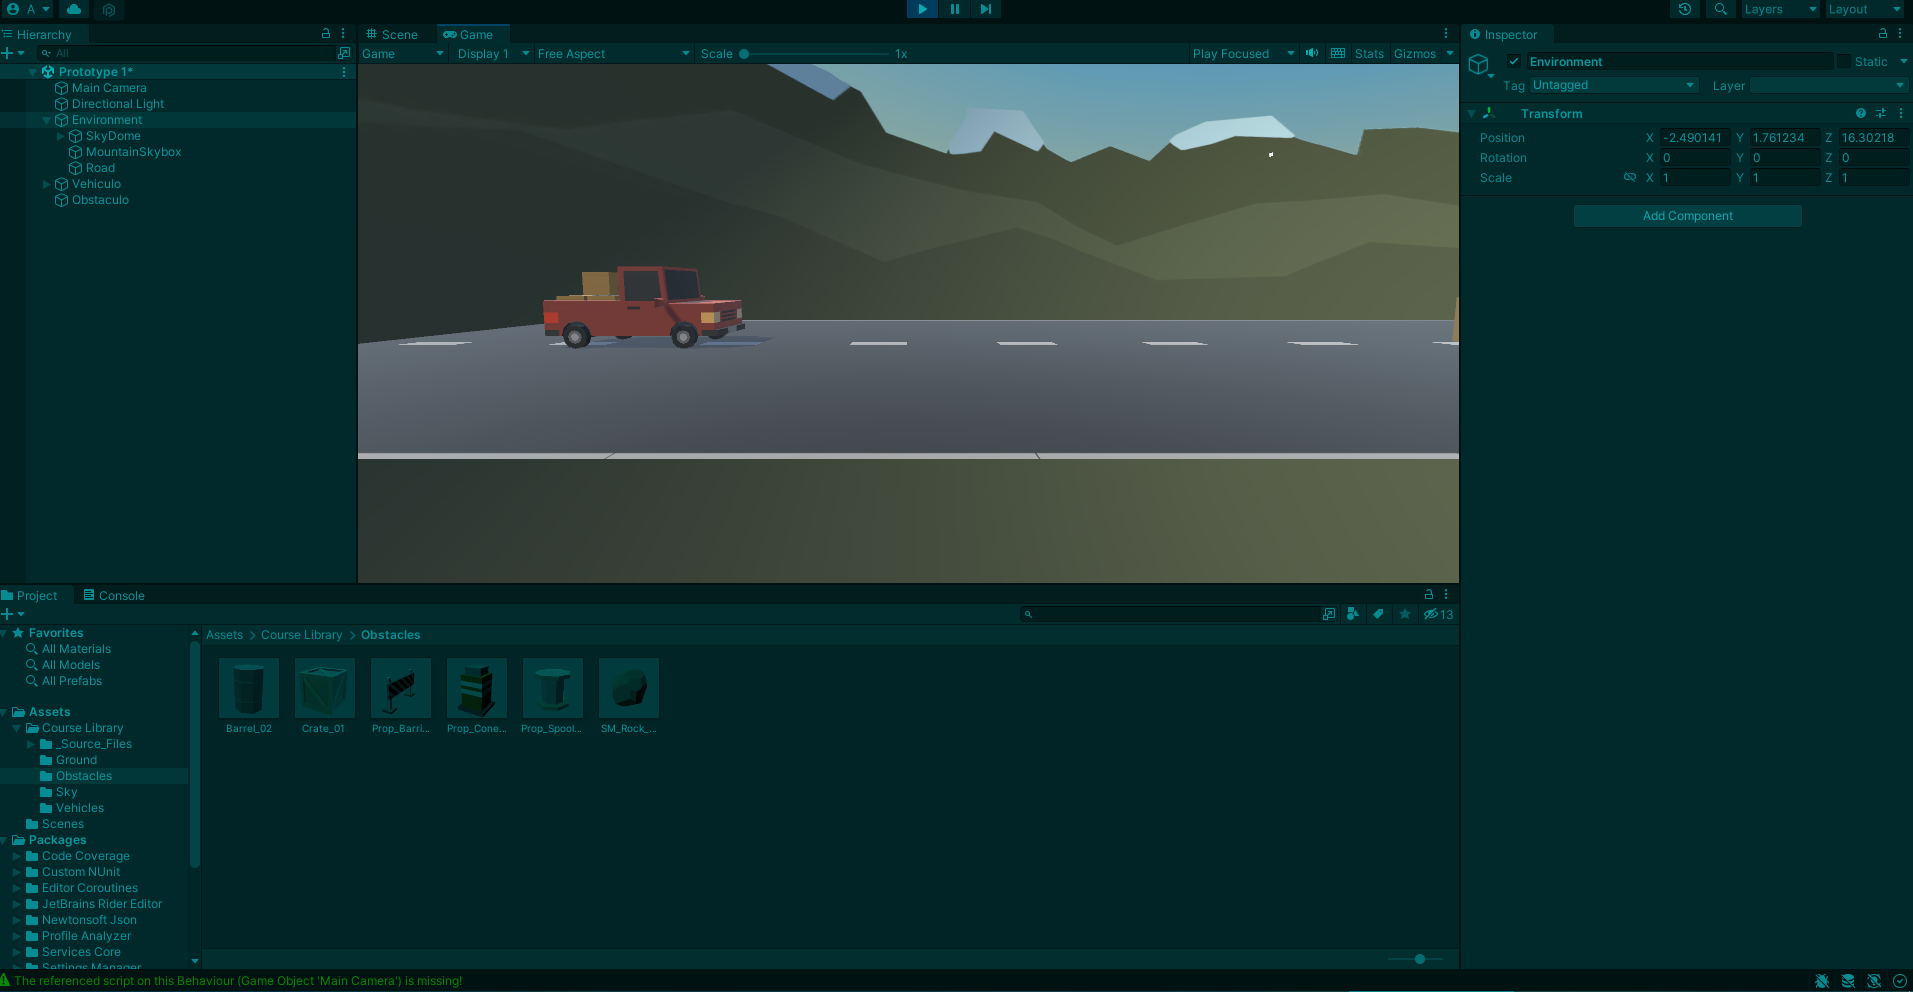 A
Layers
Layout
Hierarchy
All
Prototype 1*
Main Camera
Directional Light
Environment
SkyDome
MountainSkybox
Road
Vehiculo
Obstaculo
Scene
Game
Game
Display 1
Free Aspect
Scale
1x
Play Focused
Stats
Gizmos
Inspector
Environment
Static
Tag
Untagged
Layer
Transform
Position X -2.490141 Y 1.761234 Z 16.30218
Rotation X 0 Y 0 Z 0
Scale X 1 Y 1 Z 1
Add Component
Project
Console
13
Favorites
All Materials
All Models
All Prefabs
Assets
Course Library
_Source_Files
Ground
Obstacles
Sky
Vehicles
Scenes
Packages
Code Coverage
Custom NUnit
Editor Coroutines
JetBrains Rider Editor
Newtonsoft Json
Profile Analyzer
Services Core
Settings Manager
Assets > Course Library > Obstacles
Barrel_02
Crate_01
Prop_Barri...
Prop_Cone...
Prop_Spool...
SM_Rock_...
The referenced script on this Behaviour (Game Object 'Main Camera') is missing!